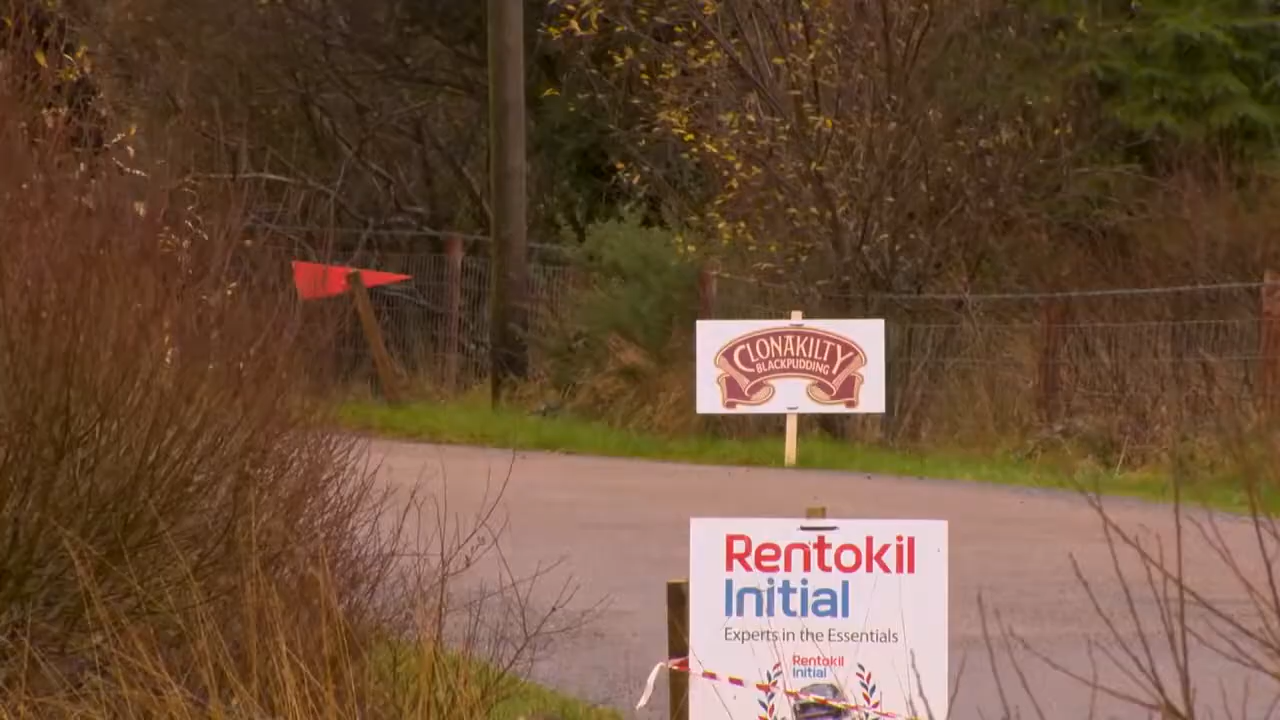 CLONAKILTY
BLACKPUDDING
Rentokil
Initial
Experts in the Essentials
Rentokil
Initial